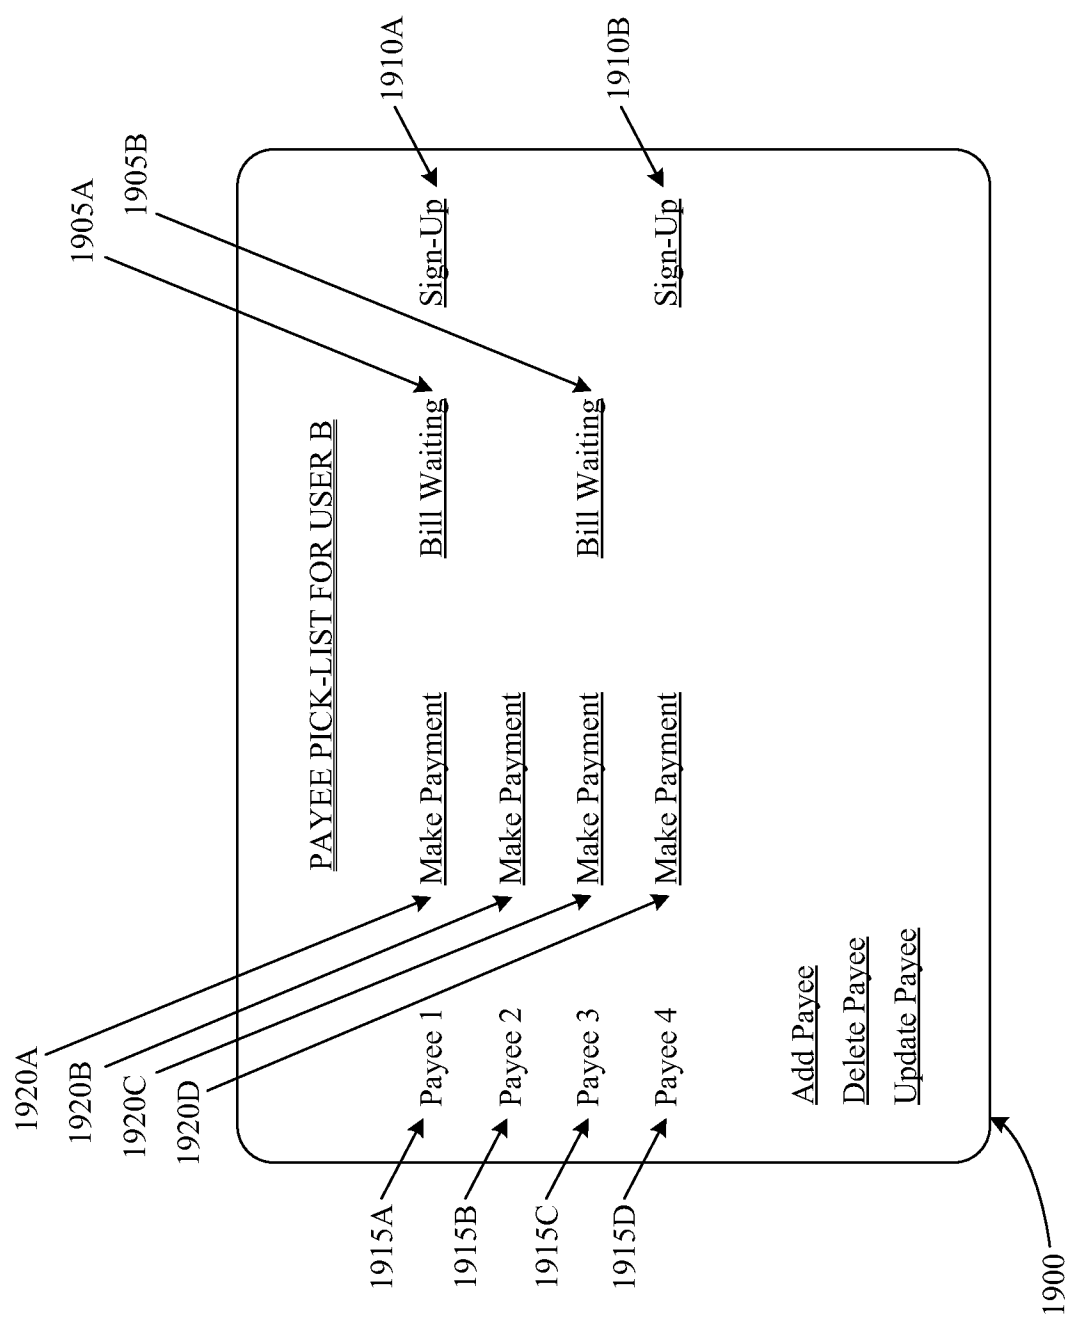 1920A
1920B
1920C
1920D
1905A
1905B
1910A
1910B
PAYEE PICK-LIST FOR USER B
1915A
Payee 1 Make Payment Bill Waiting Sign-Up
1915B
Payee 2 Make Payment
1915C
Payee 3 Make Payment Bill Waiting
1915D
Payee 4 Make Payment Sign-Up
Add Payee
Delete Payee
Update Payee
1900